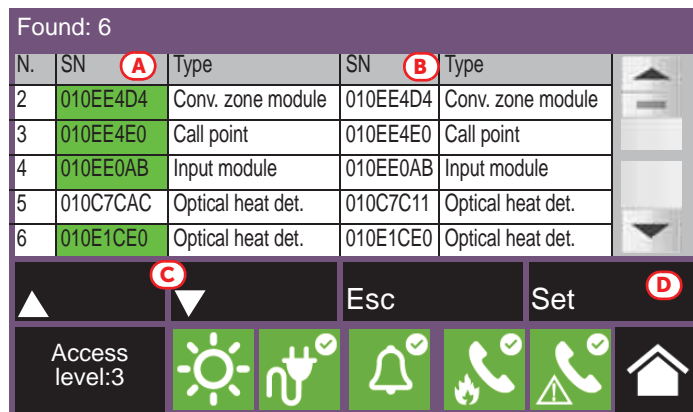 Found: 6
N. SN A Type SN B Type
2 010EE4D4 Conv. zone module 010EE4D4 Conv. zone module
3 010EE4E0 Call point 010EE4E0 Call point
4 010EE0AB Input module 010EE0AB Input module
5 010C7CAC Optical heat det. 010C7C11 Optical heat det.
6 010E1CE0 Optical heat det. 010E1CE0 Optical heat det.
C Esc Set D
Access
level:3